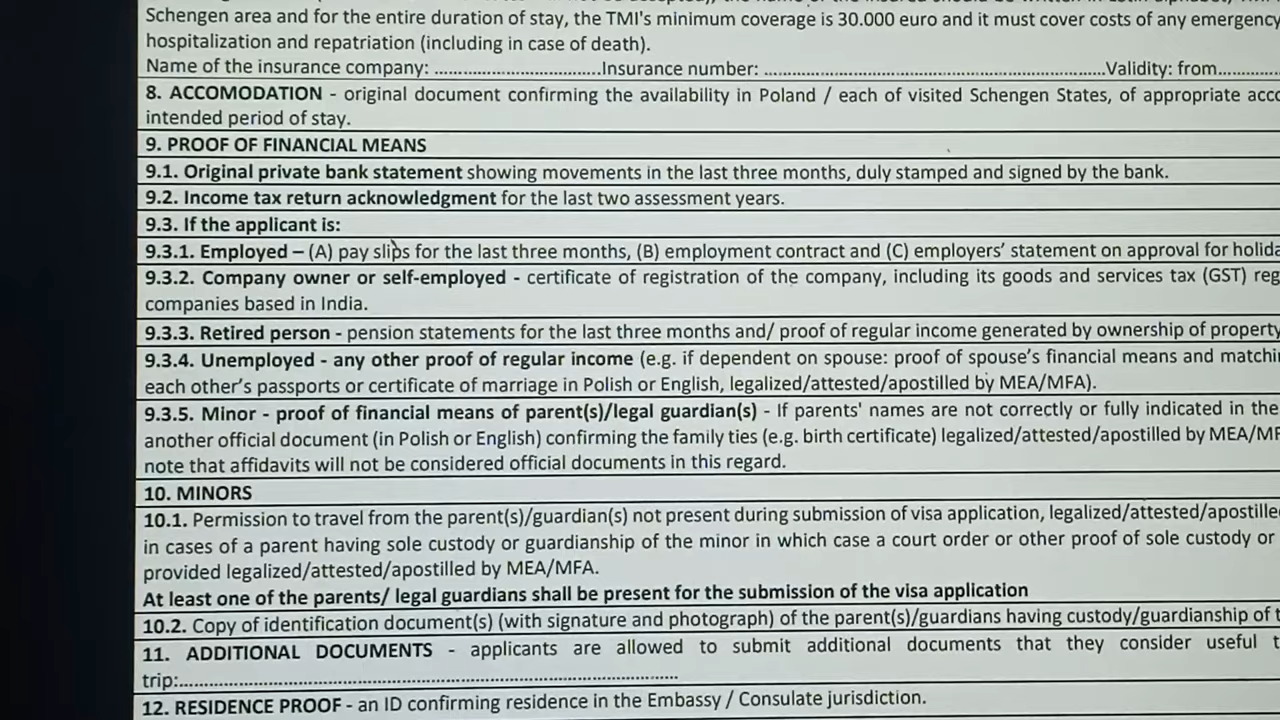 Schengen area and for the entire duration of stay, the TMI's minimum coverage is 30.000 euro and it must cover costs of any emergency
hospitalization and repatriation (including in case of death).
Name of the insurance company: ..................................Insurance number: ......................................................................Validity: from.............
8. ACCOMODATION - original document confirming the availability in Poland / each of visited Schengen States, of appropriate
intended period of stay.
9. PROOF OF FINANCIAL MEANS
9.1. Original private bank statement showing movements in the last three months, duly stamped and signed by the bank.
9.2. Income tax return acknowledgment for the last two assessment years.
9.3. If the applicant is:
9.3.1. Employed – (A) pay slips for the last three months, (B) employment contract and (C) employers' statement on approval for
9.3.2. Company owner or self-employed - certificate of registration of the company, including its goods and services tax (GST)
companies based in India.
9.3.3. Retired person - pension statements for the last three months and/ proof of regular income generated by ownership of property
9.3.4. Unemployed - any other proof of regular income (e.g. if dependent on spouse: proof of spouse's financial means and
each other's passports or certificate of marriage in Polish or English, legalized/attested/apostilled by MEA/MFA).
9.3.5. Minor - proof of financial means of parent(s)/legal guardian(s) - If parents' names are not correctly or fully indicated in the
another official document (in Polish or English) confirming the family ties (e.g. birth certificate) legalized/attested/apostilled by
note that affidavits will not be considered official documents in this regard.
10. MINORS
10.1. Permission to travel from the parent(s)/guardian(s) not present during submission of visa application,
in cases of a parent having sole custody or guardianship of the minor in which case a court order or other proof of sole custody or
provided legalized/attested/apostilled by MEA/MFA.
At least one of the parents/ legal guardians shall be present for the submission of the visa application
10.2. Copy of identification document(s) (with signature and photograph) of the parent(s)/guardians having custody/guardianship of
11. ADDITIONAL DOCUMENTS - applicants are allowed to submit additional documents that they consider useful
trip:....................................................................................................
12. RESIDENCE PROOF - an ID confirming residence in the Embassy / Consulate jurisdiction.